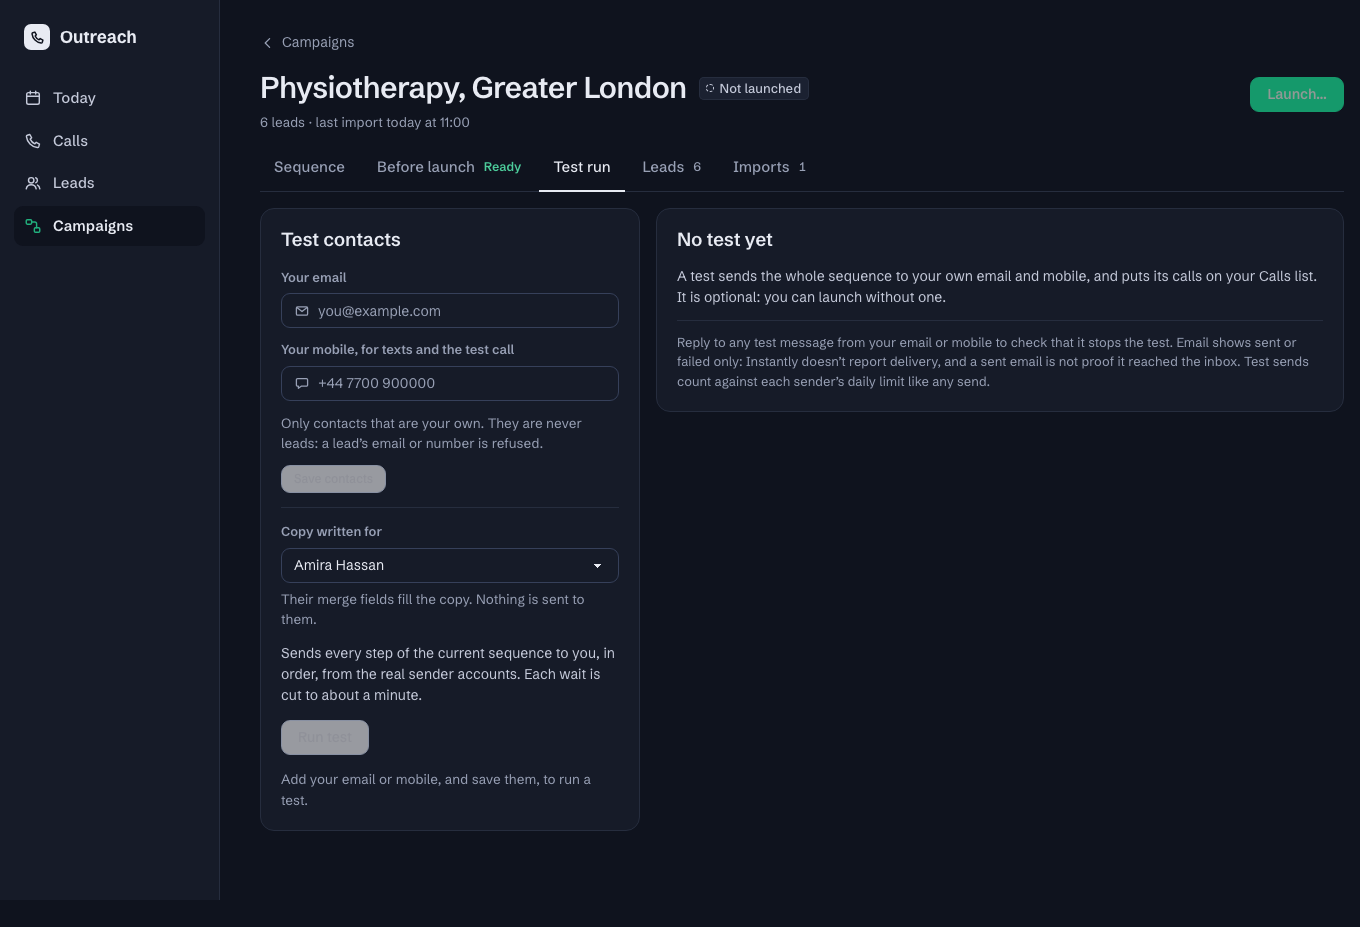 Outreach
Today
Calls
Leads
Campaigns
Campaigns
Physiotherapy, Greater London
Not launched
Launch...
6 leads · last import today at 11:00
Sequence
Before launch Ready
Test run
Leads 6
Imports 1
Test contacts
Your email
you@example.com
Your mobile, for texts and the test call
+44 7700 900000
Only contacts that are your own. They are never
leads: a lead’s email or number is refused.
Save contacts
Copy written for
Amira Hassan
Their merge fields fill the copy. Nothing is sent to
them.
Sends every step of the current sequence to you, in
order, from the real sender accounts. Each wait is
cut to about a minute.
Run test
Add your email or mobile, and save them, to run a
test.
No test yet
A test sends the whole sequence to your own email and mobile, and puts its calls on your Calls list.
It is optional: you can launch without one.
Reply to any test message from your email or mobile to check that it stops the test. Email shows sent or
failed only: Instantly doesn’t report delivery, and a sent email is not proof it reached the inbox. Test sends
count against each sender’s daily limit like any send.